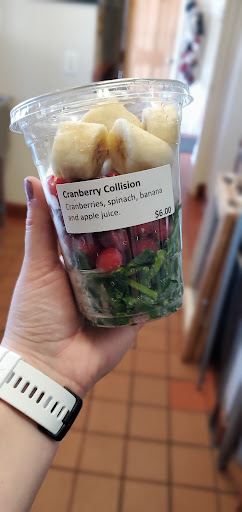 Cranberry Collision
Cranberries, spinach, banana
and apple juice.
$6.00